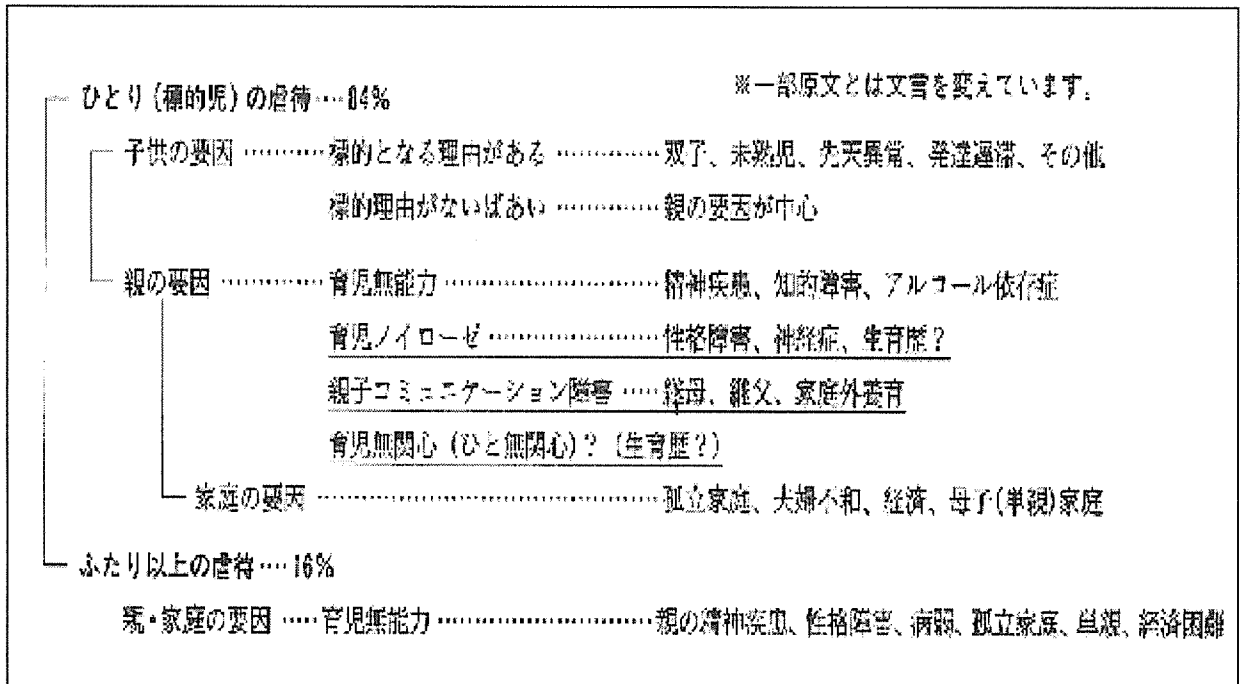 ※一部原文とは文言を変えています。
ひとり(標的児)の虐待‥‥84%
子供の要因 ‥‥‥‥ 標的となる理由がある ‥‥‥‥‥ 双子、未熟児、先天異常、発達遅滞、その他
標的理由がないばあい ‥‥‥‥‥ 親の要因が中心
親の要因 ‥‥‥‥‥ 育児無能力 ‥‥‥‥‥‥‥‥‥ 精神疾患、知的障害、アルコール依存症
育児ノイローゼ ‥‥‥‥‥‥‥ 性格障害、神経症、生育歴?
親子コミュニケーション障害 ‥‥ 継母、継父、家庭外養育
育児無関心(ひと無関心)?(生育歴?)
家庭の要因 ‥‥‥‥‥‥‥‥‥‥‥‥‥‥ 孤立家庭、夫婦不和、経済、母子(単親)家庭
ふたり以上の虐待‥‥16%
親・家庭の要因 ‥‥ 育児無能力 ‥‥‥‥‥‥‥‥‥ 親の精神疾患、性格障害、病弱、孤立家庭、単親、経済困難